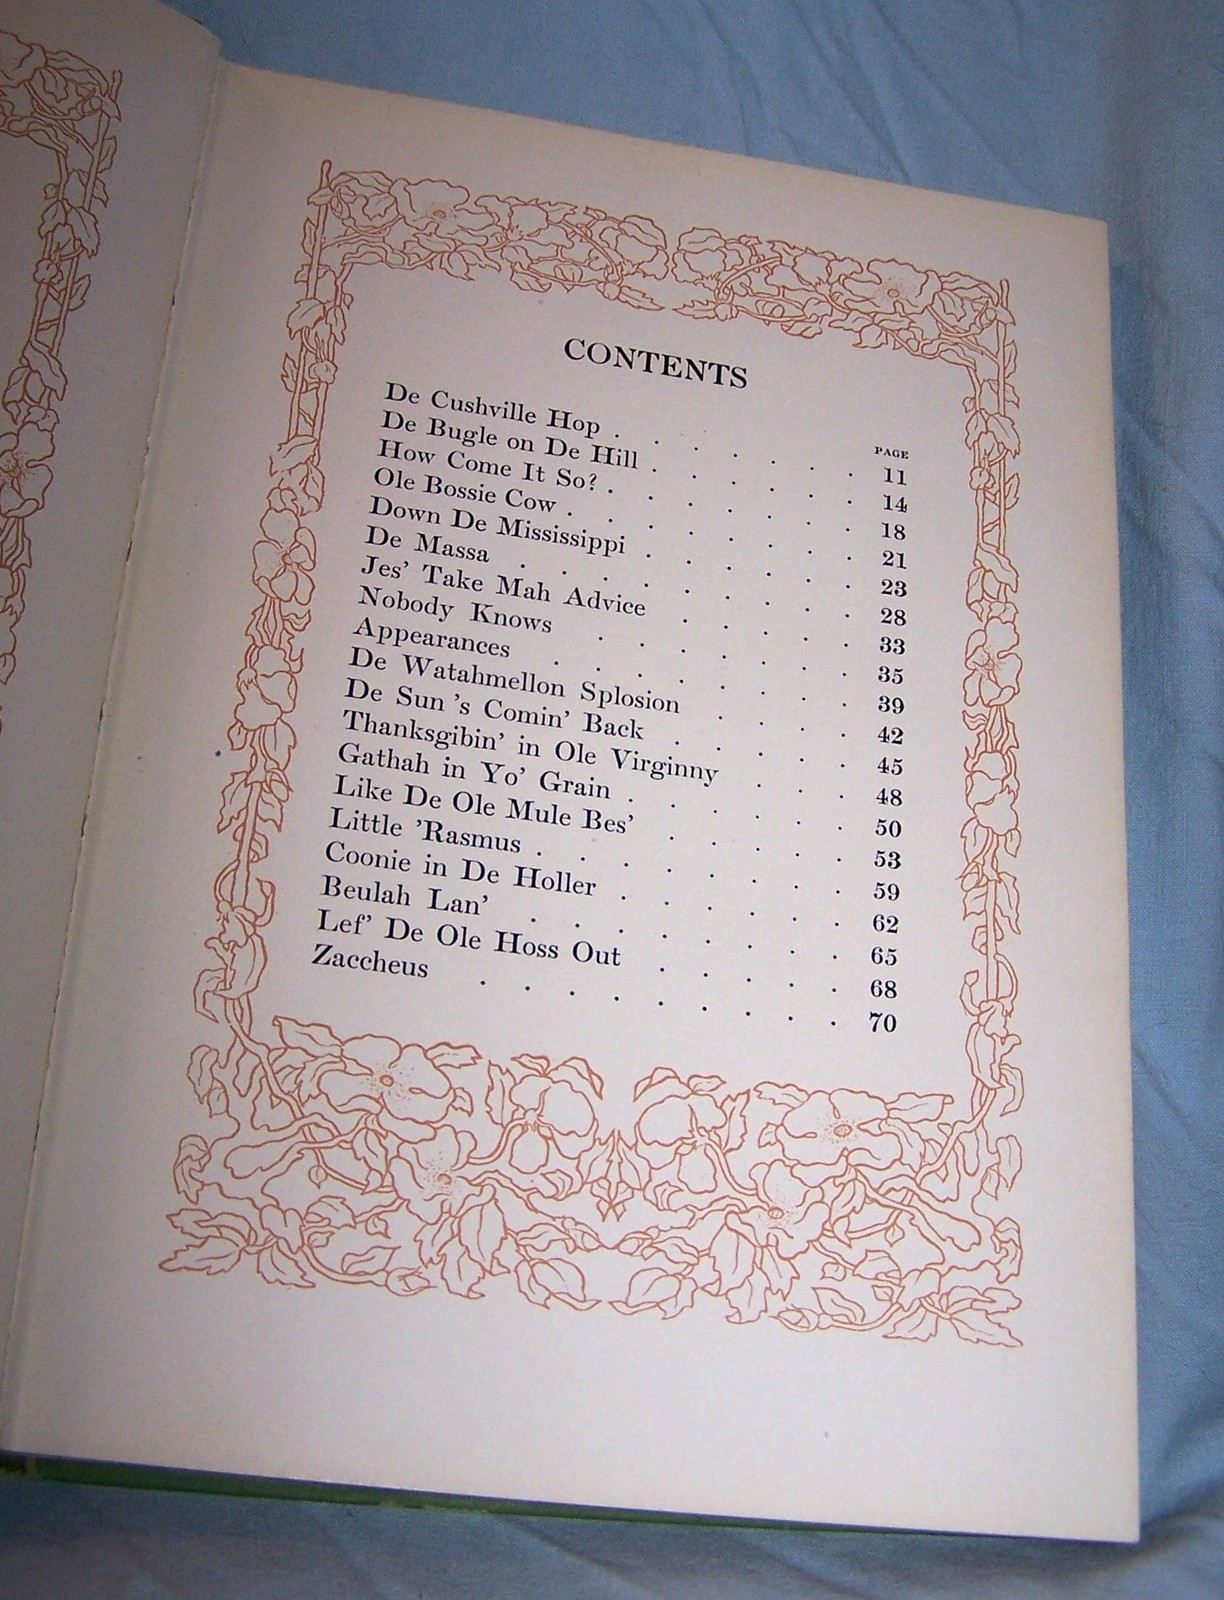 CONTENTS
PAGE
De Cushville Hop . . . . . . . 11
De Bugle on De Hill . . . . . . 14
How Come It So? . . . . . . . 18
Ole Bossie Cow . . . . . . . . 21
Down De Mississippi . . . . . . 23
De Massa . . . . . . . . . 28
Jes' Take Mah Advice . . . . . 33
Nobody Knows . . . . . . . 35
Appearances . . . . . . . . 39
De Watahmellon Splosion . . . . 42
De Sun 's Comin' Back . . . . . 45
Thanksgibin' in Ole Virginny . . . 48
Gathah in Yo' Grain . . . . . . 50
Like De Ole Mule Bes' . . . . . 53
Little 'Rasmus . . . . . . . . 59
Coonie in De Holler . . . . . . 62
Beulah Lan' . . . . . . . . 65
Lef' De Ole Hoss Out . . . . . 68
Zaccheus . . . . . . . . . 70